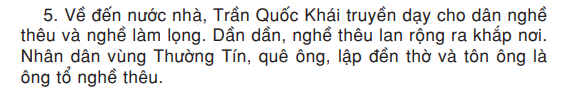 5. Về đến nước nhà, Trần Quốc Khái truyền dạy cho dân nghề
thêu và nghề làm lọng. Dần dần, nghề thêu lan rộng ra khắp nơi.
Nhân dân vùng Thường Tín, quê ông, lập đền thờ và tôn ông là
ông tổ nghề thêu.